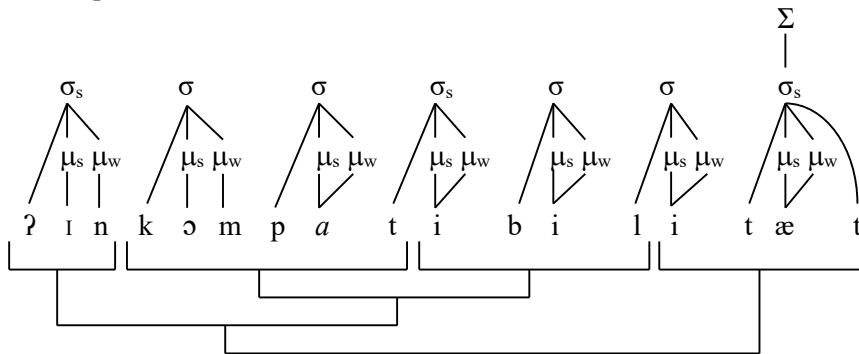 Σ
σs σ σ σs σ σ σs
μs μw μs μw μs μw μs μw μs μw μs μw μs μw
ʔ ɪ n k ɔ m p a t i b i l i t æ t